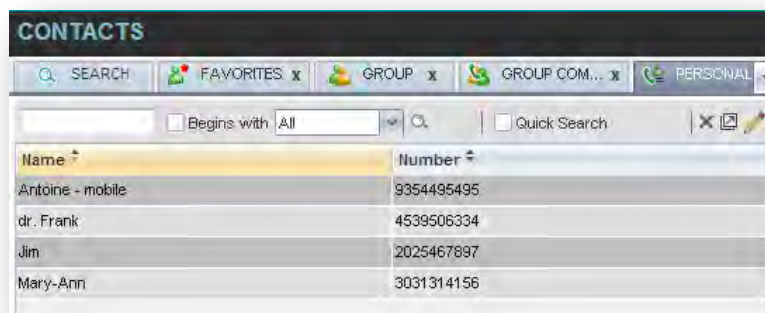 CONTACTS
SEARCH FAVORITES x GROUP x GROUP COM... x PERSONAL
Begins with All Quick Search
Name Number
Antoine - mobile 9354495495
dr. Frank 4539506334
Jim 2025467897
Mary-Ann 3031314156